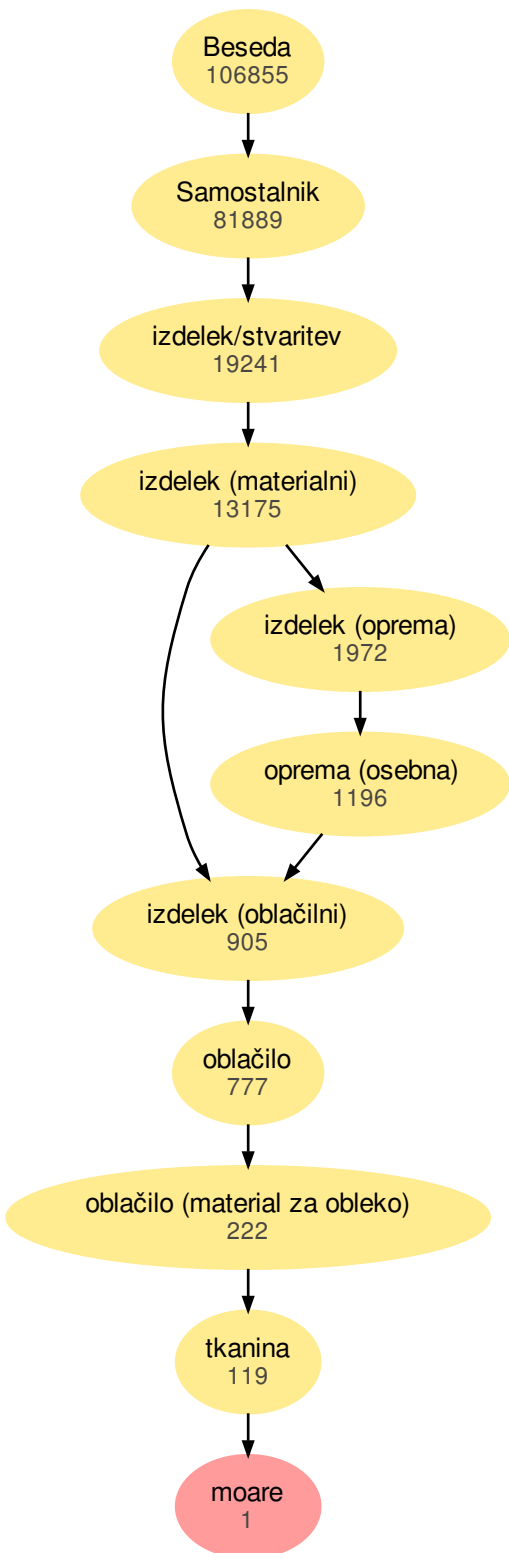 Beseda
106855
Samostalnik
81889
izdelek/stvaritev
19241
izdelek (materialni)
13175
izdelek (oprema)
1972
oprema (osebna)
1196
izdelek (oblačilni)
905
oblačilo
777
oblačilo (material za obleko)
222
tkanina
119
moare
1